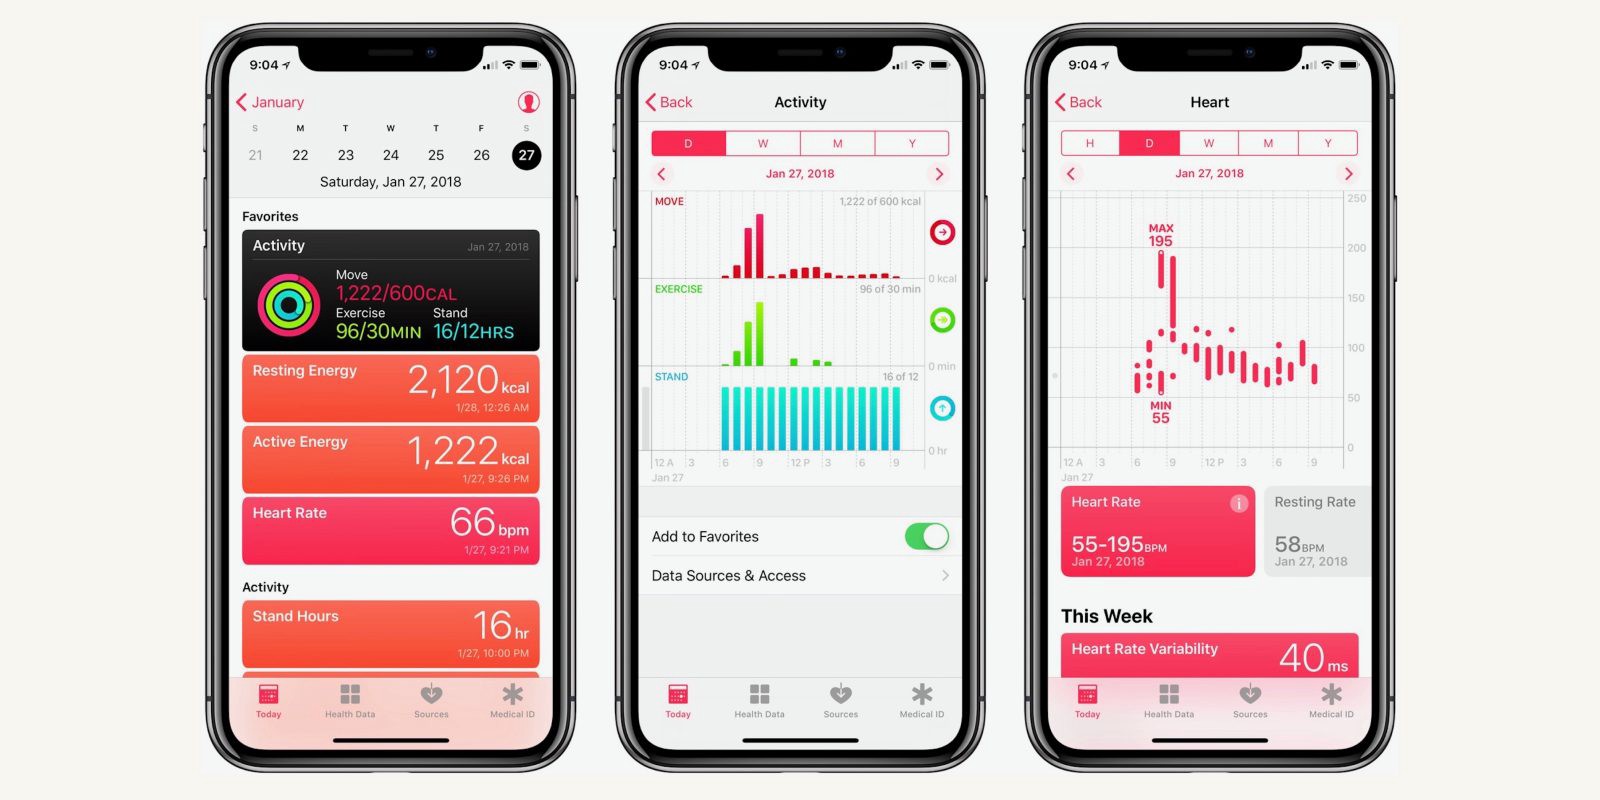 9:04
January
S M T W T F S
21 22 23 24 25 26 27
Saturday, Jan 27, 2018
Favorites
Activity Jan 27, 2018
Move
1,222/600CAL
Exercise Stand
96/30MIN 16/12HRS
Resting Energy 2,120 kcal
1/28, 12:26 AM
Active Energy 1,222 kcal
1/27, 9:26 PM
Heart Rate 66 bpm
1/27, 9:21 PM
Activity
Stand Hours 16 hr
1/27, 10:00 PM
Today Health Data Sources Medical ID
9:04
Back Activity
D W M Y
Jan 27, 2018
MOVE 1,222 of 600 kcal
0 kcal
EXERCISE 96 of 30 min
0 min
STAND 16 of 12
0 hr
12 A 3 6 9 12 P 3 6 9
Jan 27
Add to Favorites
Data Sources & Access
Today Health Data Sources Medical ID
9:04
Back Heart
H D W M Y
Jan 27, 2018
250
MAX
195
200
150
100
MIN
55
50
0
12 A 3 6 9 12 P 3 6 9
Jan 27
Heart Rate i
55-195BPM
Jan 27, 2018
Resting Rate
58BPM
Jan 27, 2018
This Week
Heart Rate Variability 40 ms
Today Health Data Sources Medical ID